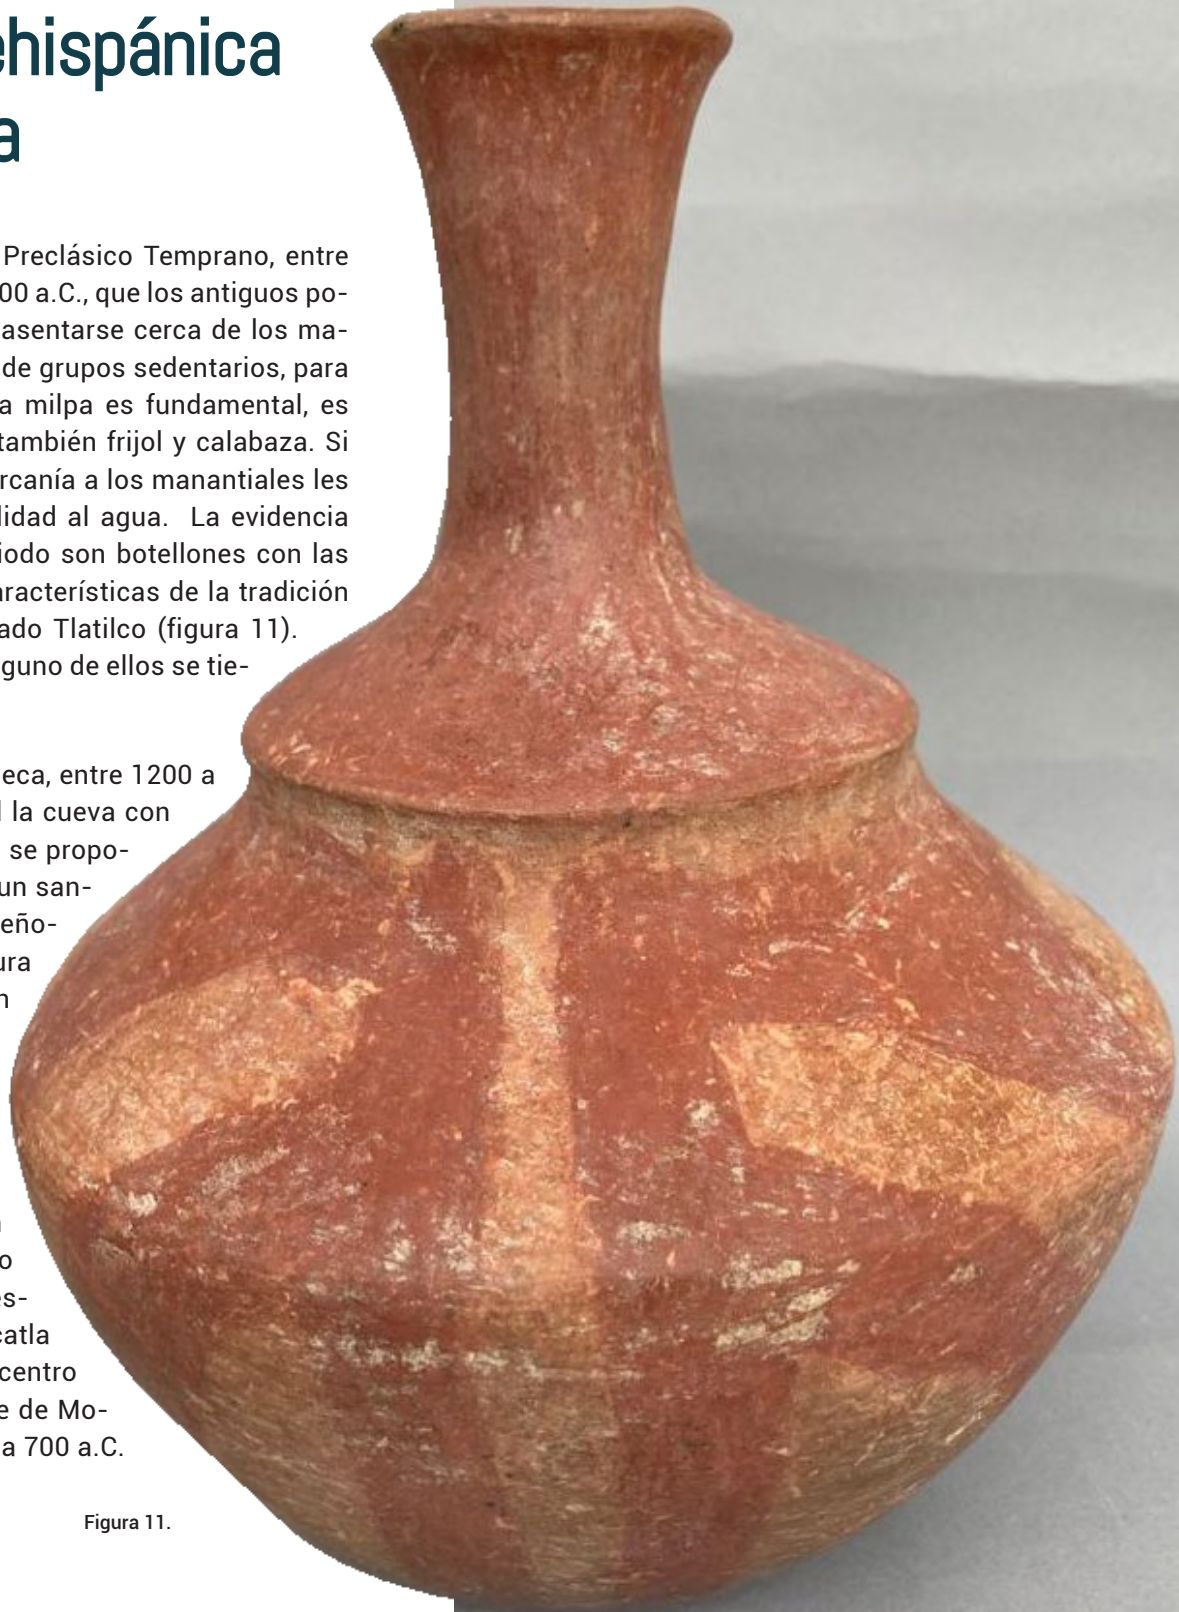 ehispánica
a
Preclásico Temprano, entre
00 a.C., que los antiguos po-
asentarse cerca de los ma-
de grupos sedentarios, para
a milpa es fundamental, es
también frijol y calabaza. Si
rcanía a los manantiales les
lidad al agua. La evidencia
iodo son botellones con las
aracterísticas de la tradición
ado Tlatilco (figura 11).
guno de ellos se tie-
eca, entre 1200 a
l la cueva con
se propo-
un san-
eño-
ura
n
o
es-
catla
centro
e de Mo-
a 700 a.C.
Figura 11.